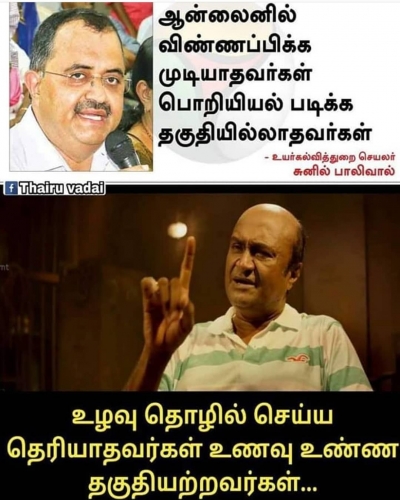 ஆன்லைனில்
விண்ணப்பிக்க
முடியாதவர்கள்
பொறியியல் படிக்க
தகுதியில்லாதவர்கள்
- உயர்கல்வித்துறை செயலர்
சுனில் பாலிவால்
f Thairu vadai
mt
உழவு தொழில் செய்ய
தெரியாதவர்கள் உணவு உண்ண
தகுதியற்றவர்கள்...